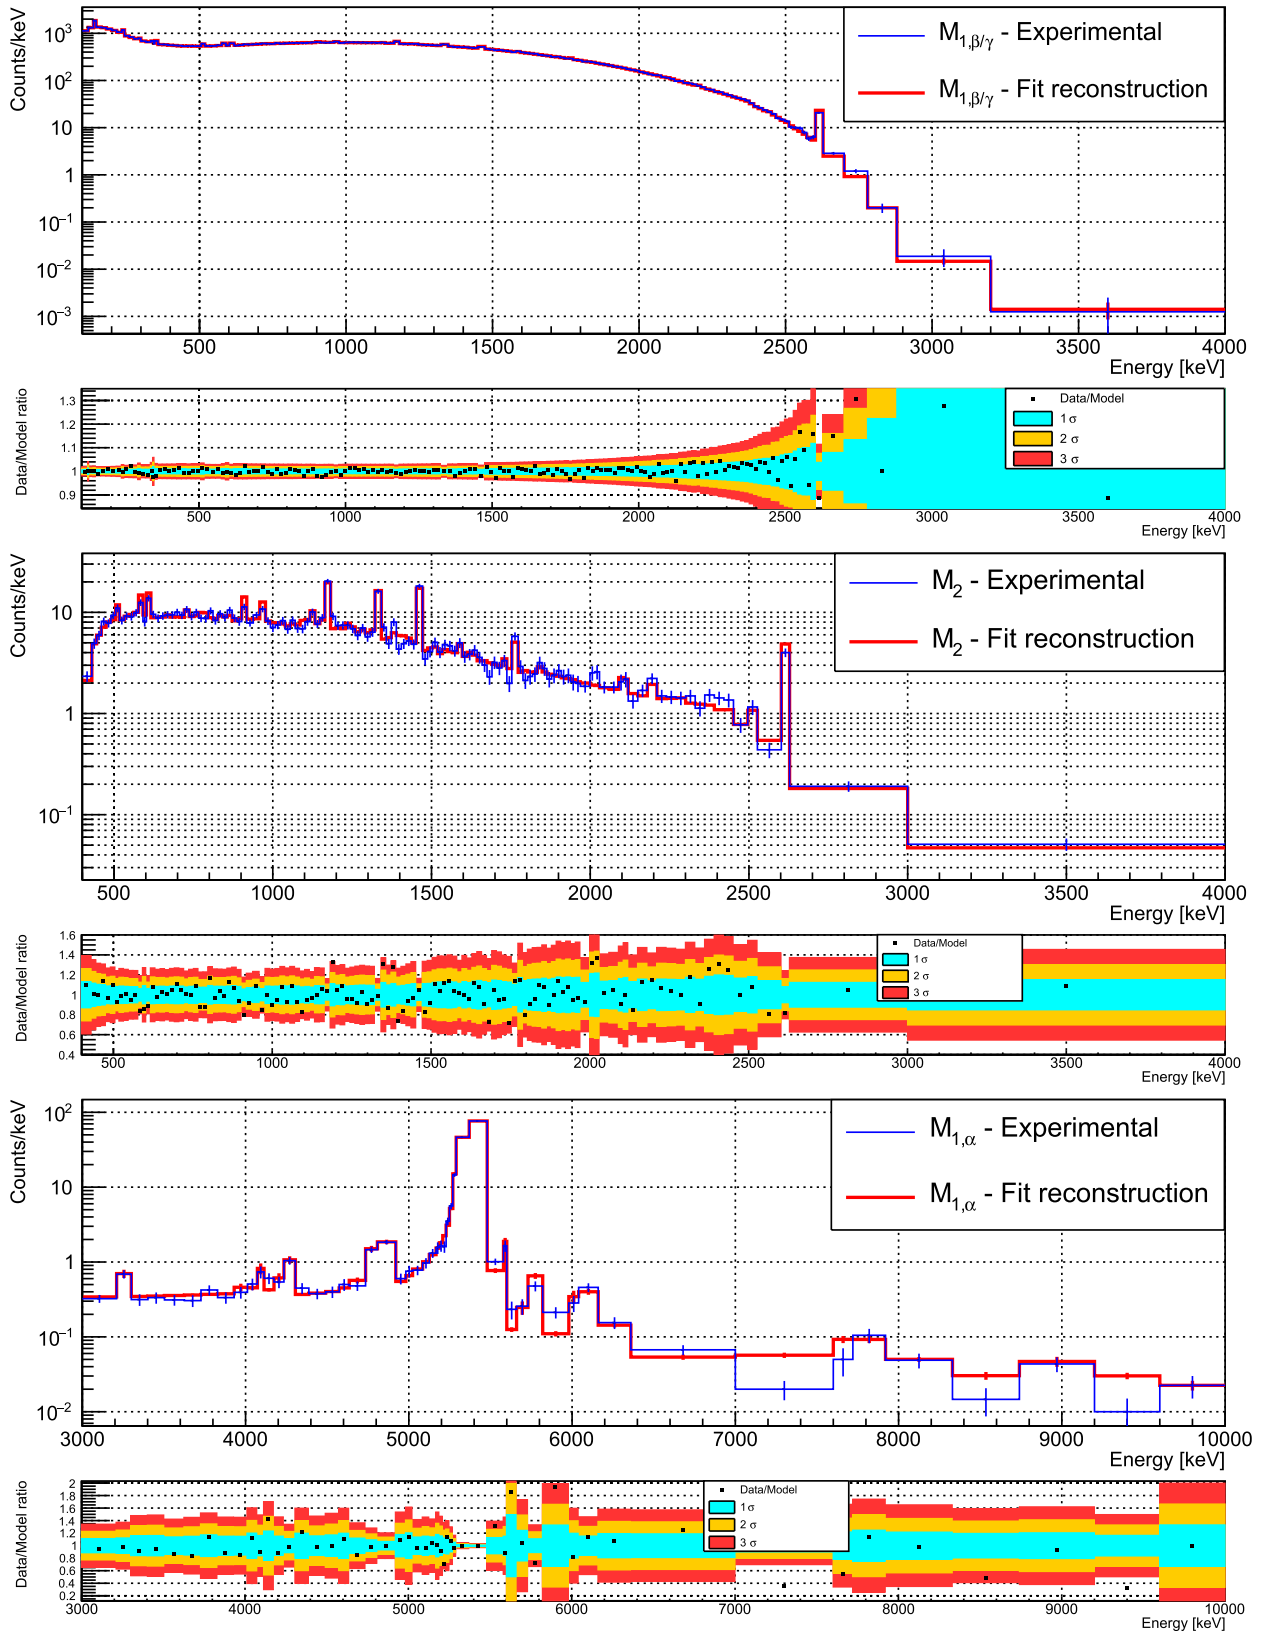 Counts/keV
10³
10²
10
1
10⁻¹
10⁻²
10⁻³
M₁,β/γ - Experimental
M₁,β/γ - Fit reconstruction
500 1000 1500 2000 2500 3000 3500 4000
Energy [keV]
Data/Model ratio
1.3
1.2
1.1
1
0.9
Data/Model
1 σ
2 σ
3 σ
500 1000 1500 2000 2500 3000 3500 4000
Energy [keV]
Counts/keV
10
1
10⁻¹
M₂ - Experimental
M₂ - Fit reconstruction
500 1000 1500 2000 2500 3000 3500 4000
Energy [keV]
Data/Model ratio
1.6
1.4
1.2
1
0.8
0.6
0.4
Data/Model
1 σ
2 σ
3 σ
500 1000 1500 2000 2500 3000 3500 4000
Energy [keV]
Counts/keV
10²
10
1
10⁻¹
10⁻²
M₁,α - Experimental
M₁,α - Fit reconstruction
3000 4000 5000 6000 7000 8000 9000 10000
Energy [keV]
Data/Model ratio
2
1.8
1.6
1.4
1.2
1
0.8
0.6
0.4
0.2
Data/Model
1 σ
2 σ
3 σ
3000 4000 5000 6000 7000 8000 9000 10000
Energy [keV]